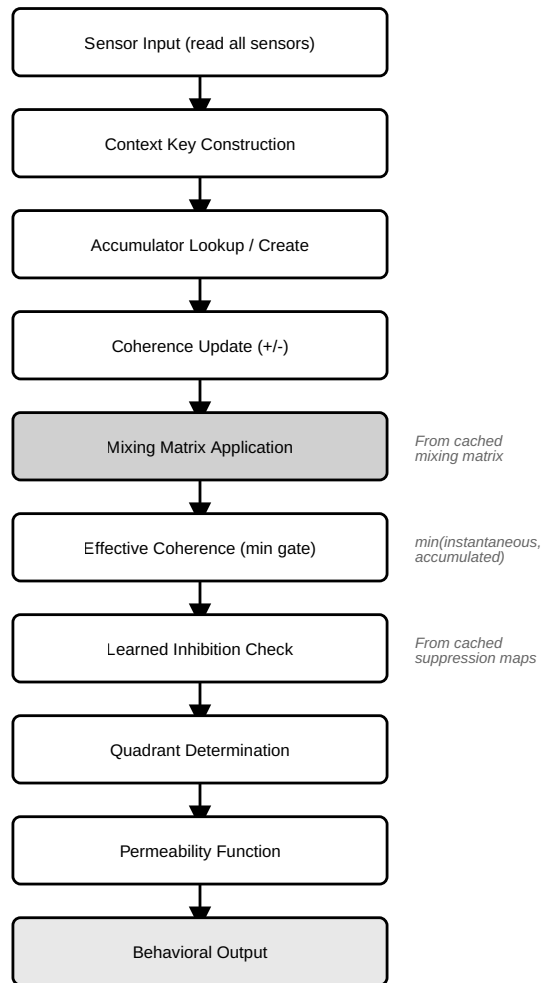 Sensor Input (read all sensors)
Context Key Construction
Accumulator Lookup / Create
Coherence Update (+/-)
Mixing Matrix Application
From cached
mixing matrix
Effective Coherence (min gate)
min(instantaneous,
accumulated)
Learned Inhibition Check
From cached
suppression maps
Quadrant Determination
Permeability Function
Behavioral Output